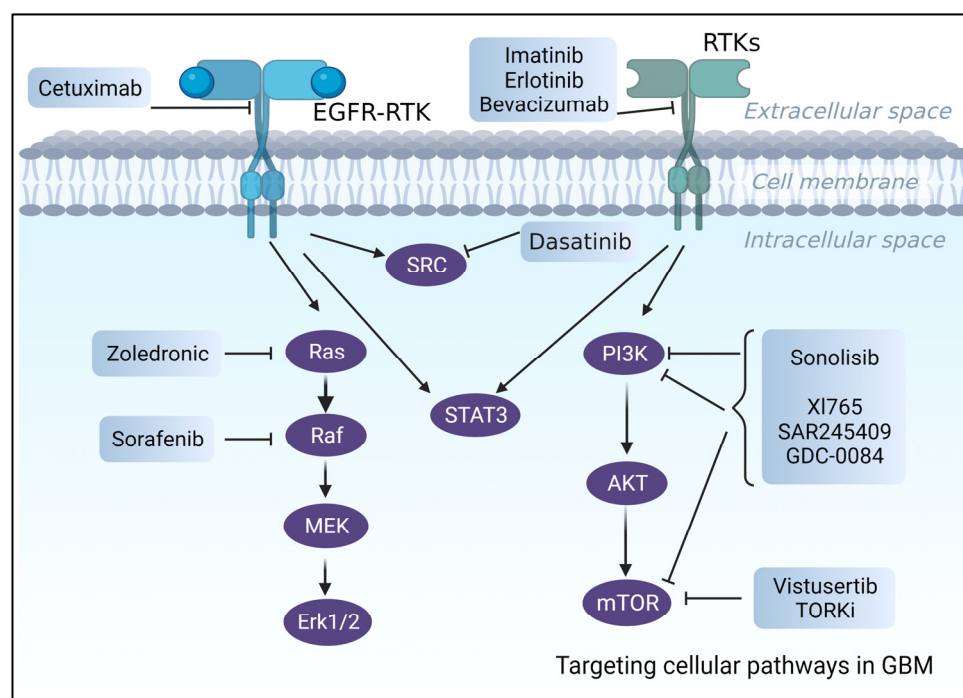 Cetuximab
EGFR-RTK
Imatinib
Erlotinib
Bevacizumab
RTKs
Extracellular space
Cell membrane
Intracellular space
SRC
Dasatinib
Zoledronic
Ras
Sorafenib
Raf
STAT3
MEK
Erk1/2
PI3K
AKT
mTOR
Sonolisib
XI765
SAR245409
GDC-0084
Vistusertib
TORKi
Targeting cellular pathways in GBM